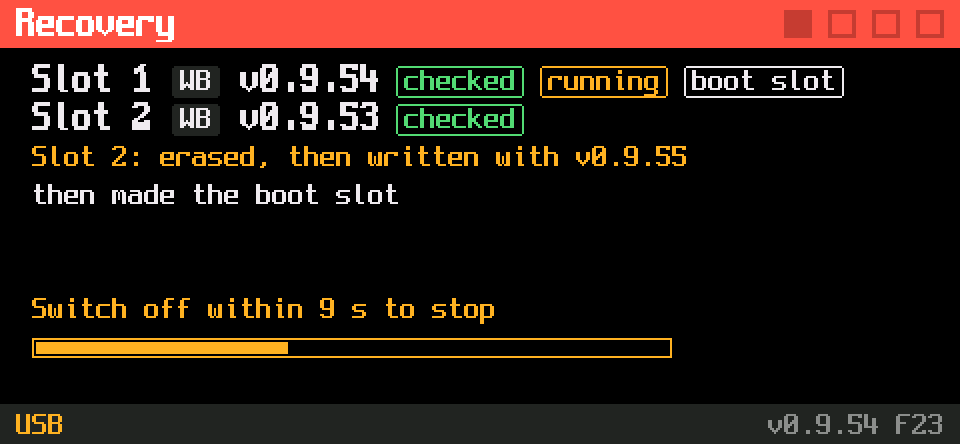 Recovery
Slot 1 WB v0.9.54 checked running boot slot
Slot 2 WB v0.9.53 checked
Slot 2: erased, then written with v0.9.55
then made the boot slot
Switch off within 9 s to stop
USB v0.9.54 F23